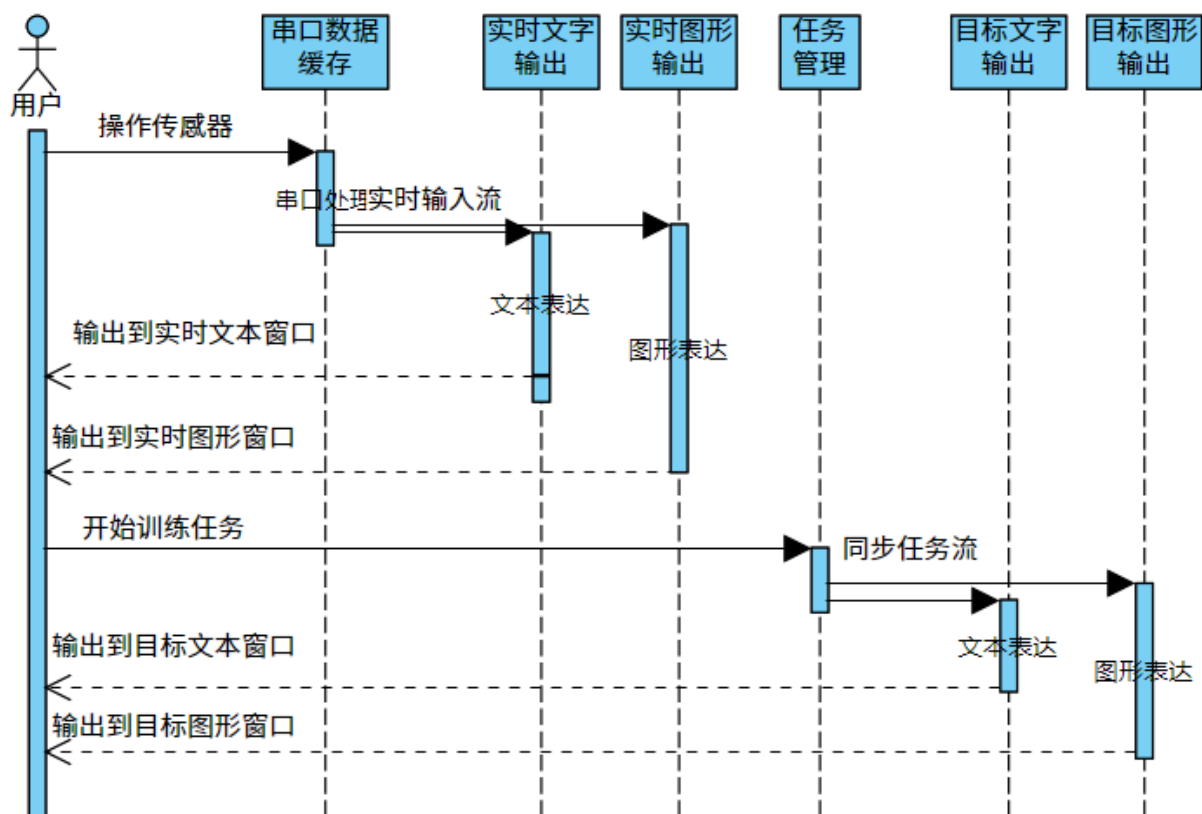 用户
串口数据
缓存
实时文字
输出
实时图形
输出
任务
管理
目标文字
输出
目标图形
输出
操作传感器
串口处理
实时输入流
文本表达
图形表达
输出到实时文本窗口
输出到实时图形窗口
开始训练任务
同步任务流
文本表达
图形表达
输出到目标文本窗口
输出到目标图形窗口